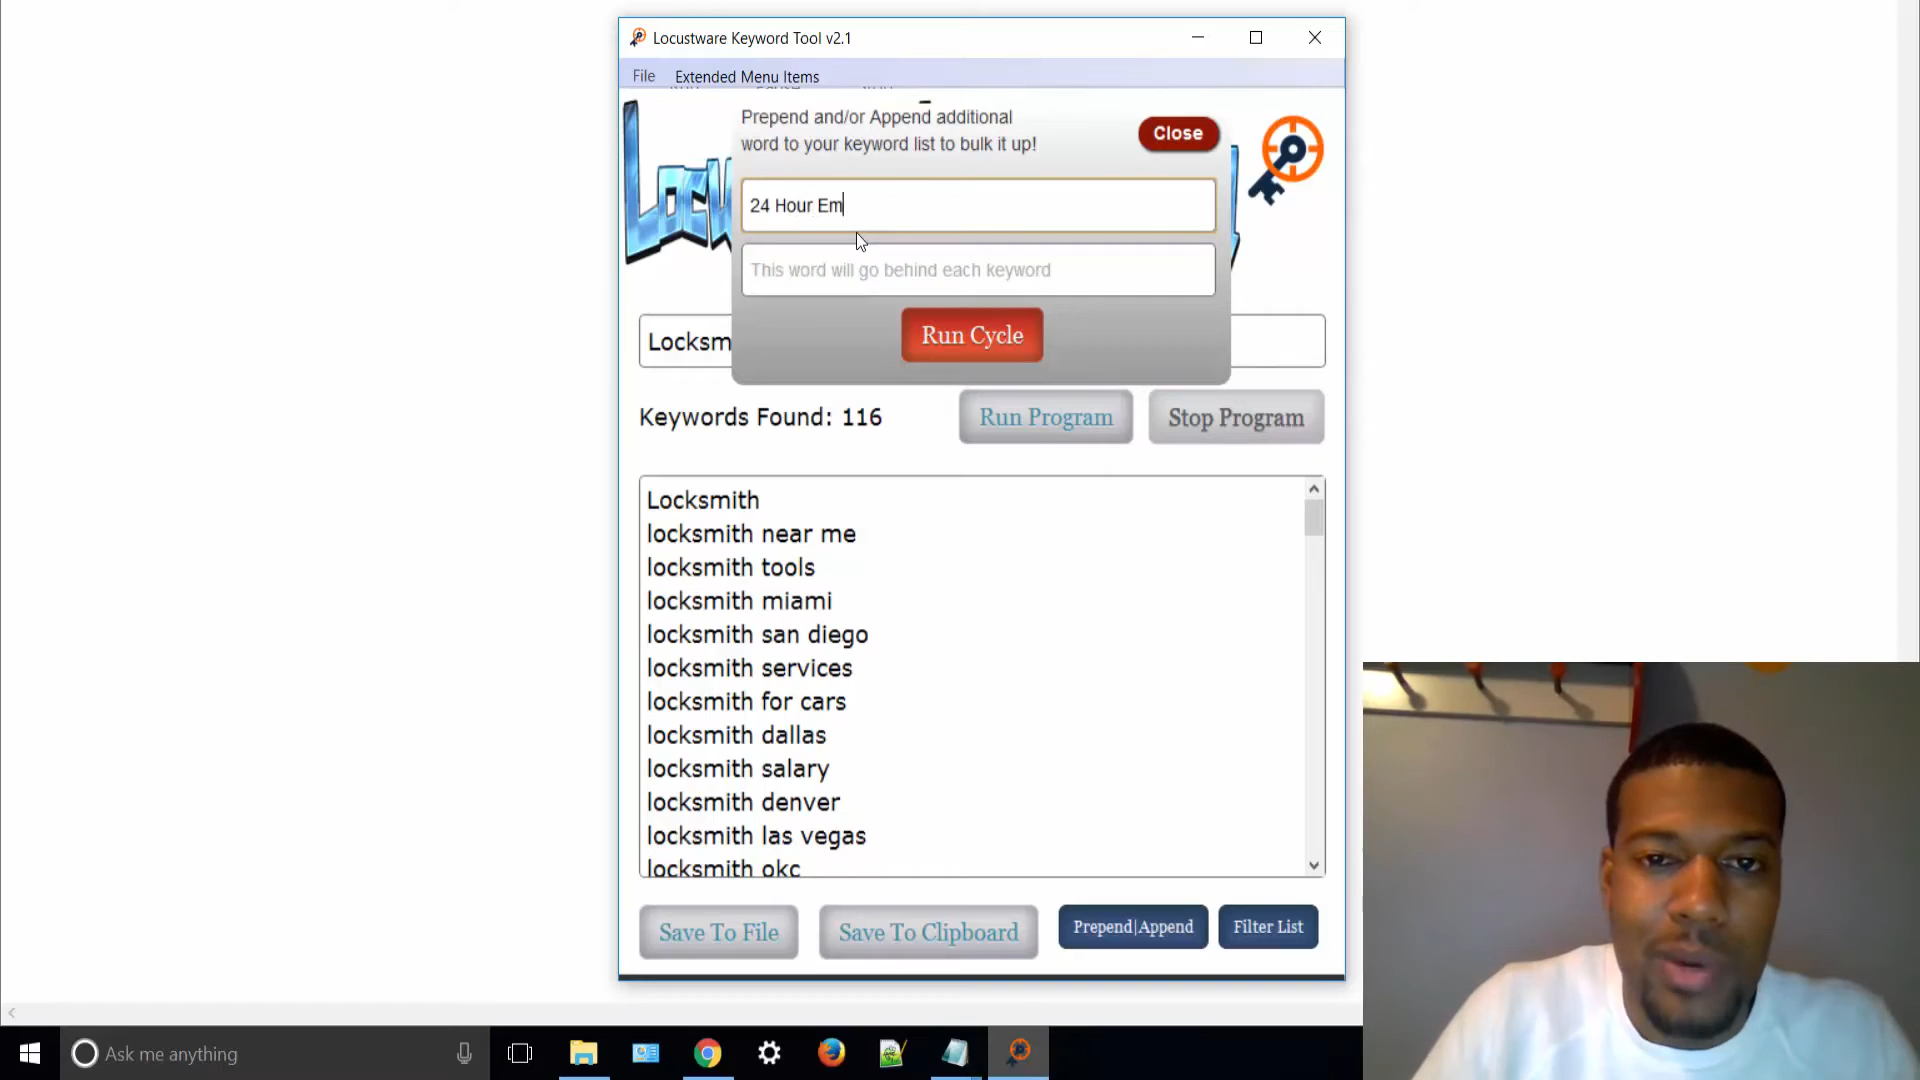 Locustware Keyword Tool v2.1
File Extended Menu Items
Prepend and/or Append additional
word to your keyword list to bulk it up!
Close
24 Hour Em
This word will go behind each keyword
Run Cycle
Locksm
Keywords Found: 116
Run Program
Stop Program
Locksmith
locksmith near me
locksmith tools
locksmith miami
locksmith san diego
locksmith services
locksmith for cars
locksmith dallas
locksmith salary
locksmith denver
locksmith las vegas
locksmith okc
Save To File
Save To Clipboard
Prepend|Append
Filter List
Ask me anything